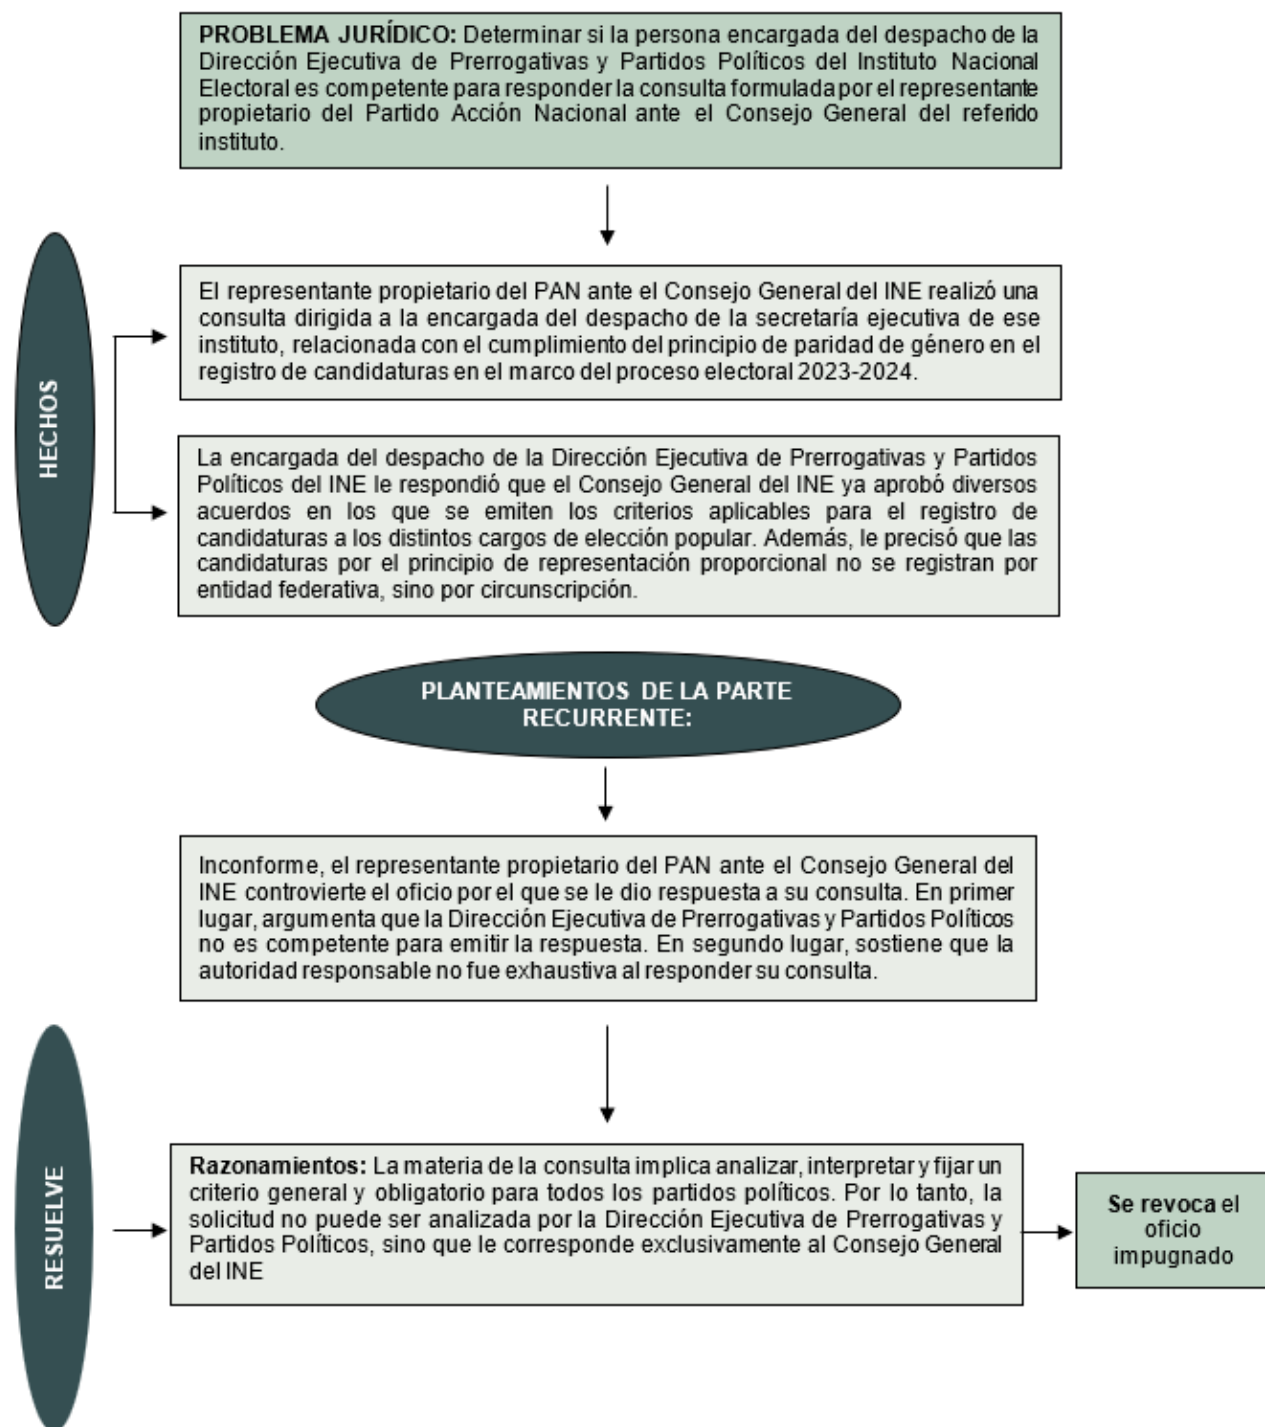 PROBLEMA JURÍDICO: Determinar si la persona encargada del despacho de la
Dirección Ejecutiva de Prerrogativas y Partidos Políticos del Instituto Nacional
Electoral es competente para responder la consulta formulada por el representante
propietario del Partido Acción Nacional ante el Consejo General del referido
instituto.
HECHOS
El representante propietario del PAN ante el Consejo General del INE realizó una
consulta dirigida a la encargada del despacho de la secretaría ejecutiva de ese
instituto, relacionada con el cumplimiento del principio de paridad de género en el
registro de candidaturas en el marco del proceso electoral 2023-2024.
La encargada del despacho de la Dirección Ejecutiva de Prerrogativas y Partidos
Políticos del INE le respondió que el Consejo General del INE ya aprobó diversos
acuerdos en los que se emiten los criterios aplicables para el registro de
candidaturas a los distintos cargos de elección popular. Además, le precisó que las
candidaturas por el principio de representación proporcional no se registran por
entidad federativa, sino por circunscripción.
PLANTEAMIENTOS DE LA PARTE
RECURRENTE:
Inconforme, el representante propietario del PAN ante el Consejo General del
INE controvierte el oficio por el que se le dio respuesta a su consulta. En primer
lugar, argumenta que la Dirección Ejecutiva de Prerrogativas y Partidos Políticos
no es competente para emitir la respuesta. En segundo lugar, sostiene que la
autoridad responsable no fue exhaustiva al responder su consulta.
RESUELVE
Razonamientos: La materia de la consulta implica analizar, interpretar y fijar un
criterio general y obligatorio para todos los partidos políticos. Por lo tanto, la
solicitud no puede ser analizada por la Dirección Ejecutiva de Prerrogativas y
Partidos Políticos, sino que le corresponde exclusivamente al Consejo General
del INE
Se revoca el
oficio
impugnado